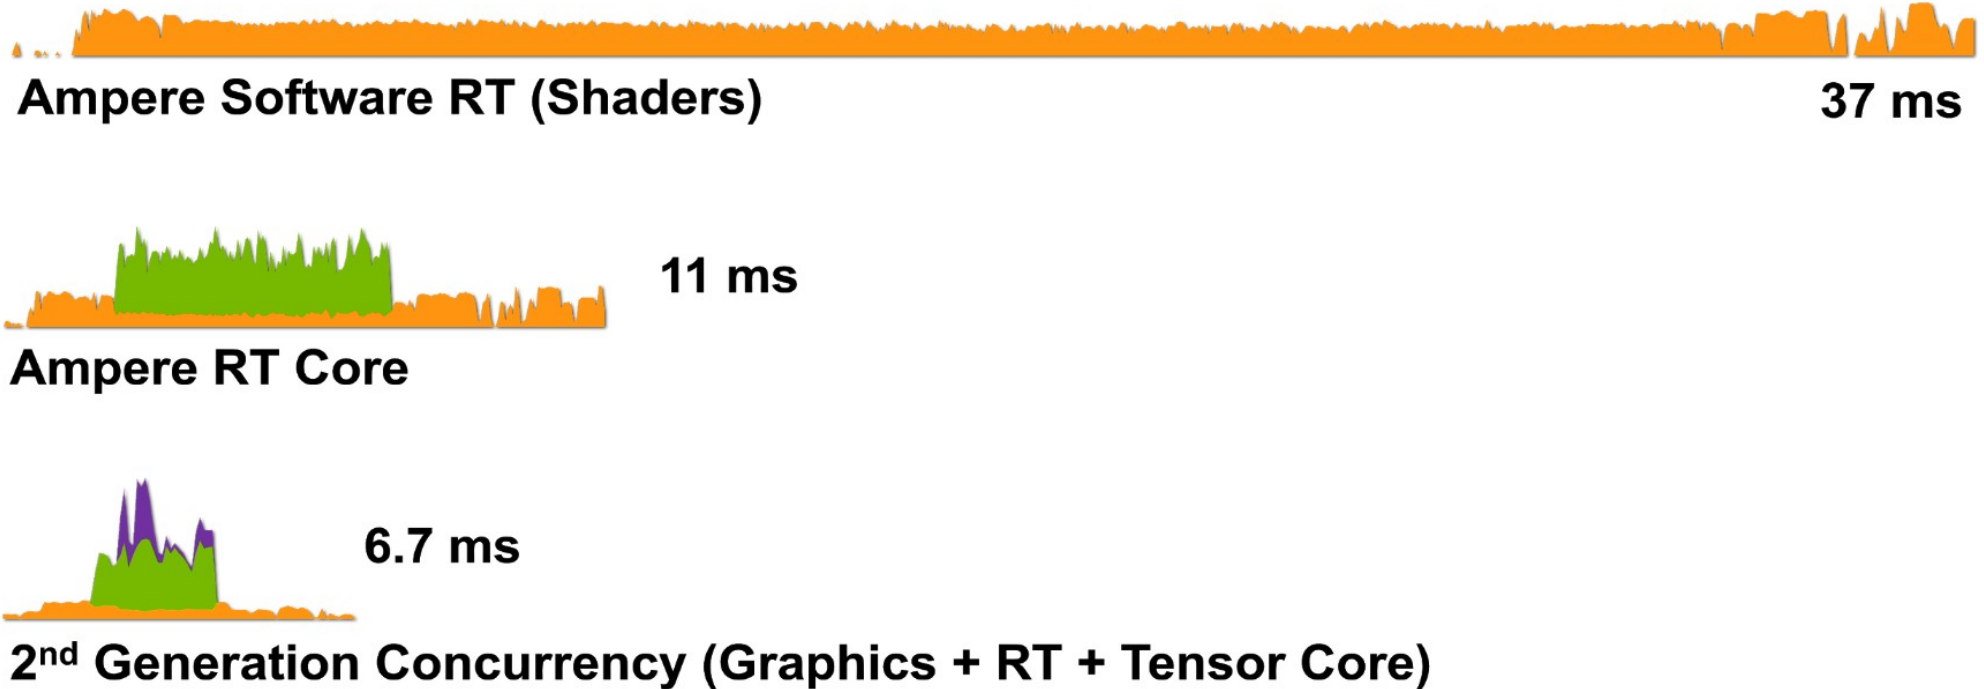 Ampere Software RT (Shaders)
37 ms
11 ms
Ampere RT Core
6.7 ms
2nd Generation Concurrency (Graphics + RT + Tensor Core)